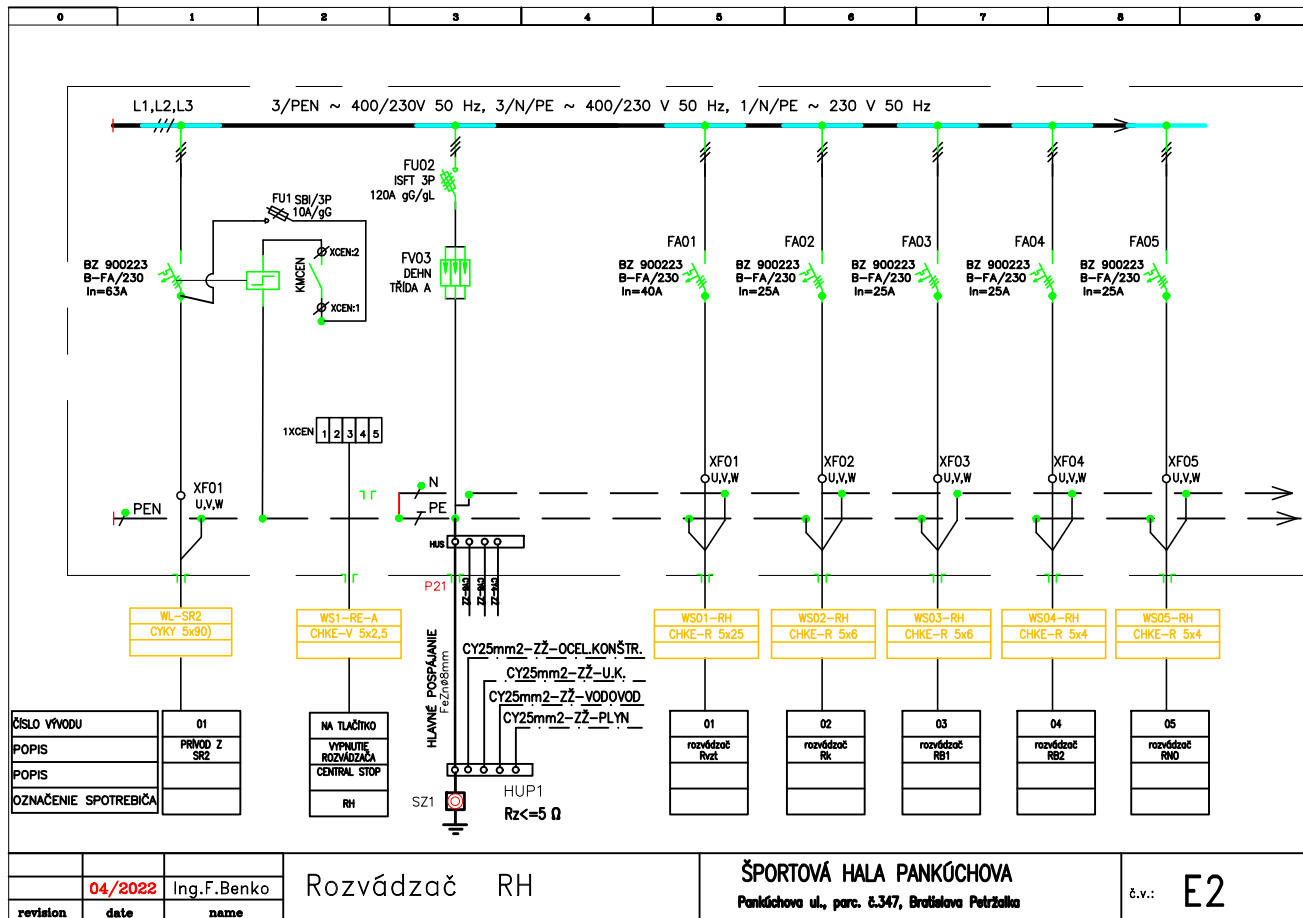 0 1 2 3 4 5 6 7 8 9
L1,L2,L3 3/PEN ~ 400/230V 50 Hz, 3/N/PE ~ 400/230 V 50 Hz, 1/N/PE ~ 230 V 50 Hz
FU02
ISFT 3P
120A gG/gL
FU1 SBI/3P
10A/gG
BZ 900223
B-FA/230
In=63A
KMCEN
XCEN:2
XCEN:1
FV03
DEHN
TŘÍDA A
FA01
BZ 900223
B-FA/230
In=40A
FA02
BZ 900223
B-FA/230
In=25A
FA03
BZ 900223
B-FA/230
In=25A
FA04
BZ 900223
B-FA/230
In=25A
FA05
BZ 900223
B-FA/230
In=25A
1XCEN 1 2 3 4 5
XF01
U,V,W
XF01
U,V,W
XF02
U,V,W
XF03
U,V,W
XF04
U,V,W
XF05
U,V,W
N
PEN
PE
HUS
P21
WL-SR2
CYKY 5x90)
WS1-RE-A
CHKE-V 5x2,5
WS01-RH
CHKE-R 5x25
WS02-RH
CHKE-R 5x6
WS03-RH
CHKE-R 5x6
WS04-RH
CHKE-R 5x4
WS05-RH
CHKE-R 5x4
HLAVNÉ POSPÁJANIE
FeZnø8mm
CY25mm2-ZŽ-OCEL.KONŠTR.
CY25mm2-ZŽ-U.K.
CY25mm2-ZŽ-VODOVOD
CY25mm2-ZŽ-PLYN
ČÍSLO VÝVODU
POPIS
POPIS
OZNAČENIE SPOTREBIČA
01
PRÍVOD Z
SR2
NA TLAČÍTKO
VYPNUTIE
ROZVÁDZAČA
CENTRAL STOP
RH
SZ1
HUP1
Rz<=5 Ω
01
rozvádzač
Rvzt
02
rozvádzač
Rk
03
rozvádzač
RB1
04
rozvádzač
RB2
05
rozvádzač
RNO
04/2022 Ing.F.Benko
revision date name
Rozvádzač RH
ŠPORTOVÁ HALA PANKÚCHOVA
Pankúchova ul., parc. č.347, Bratislava Petržalka
č.v.: E2